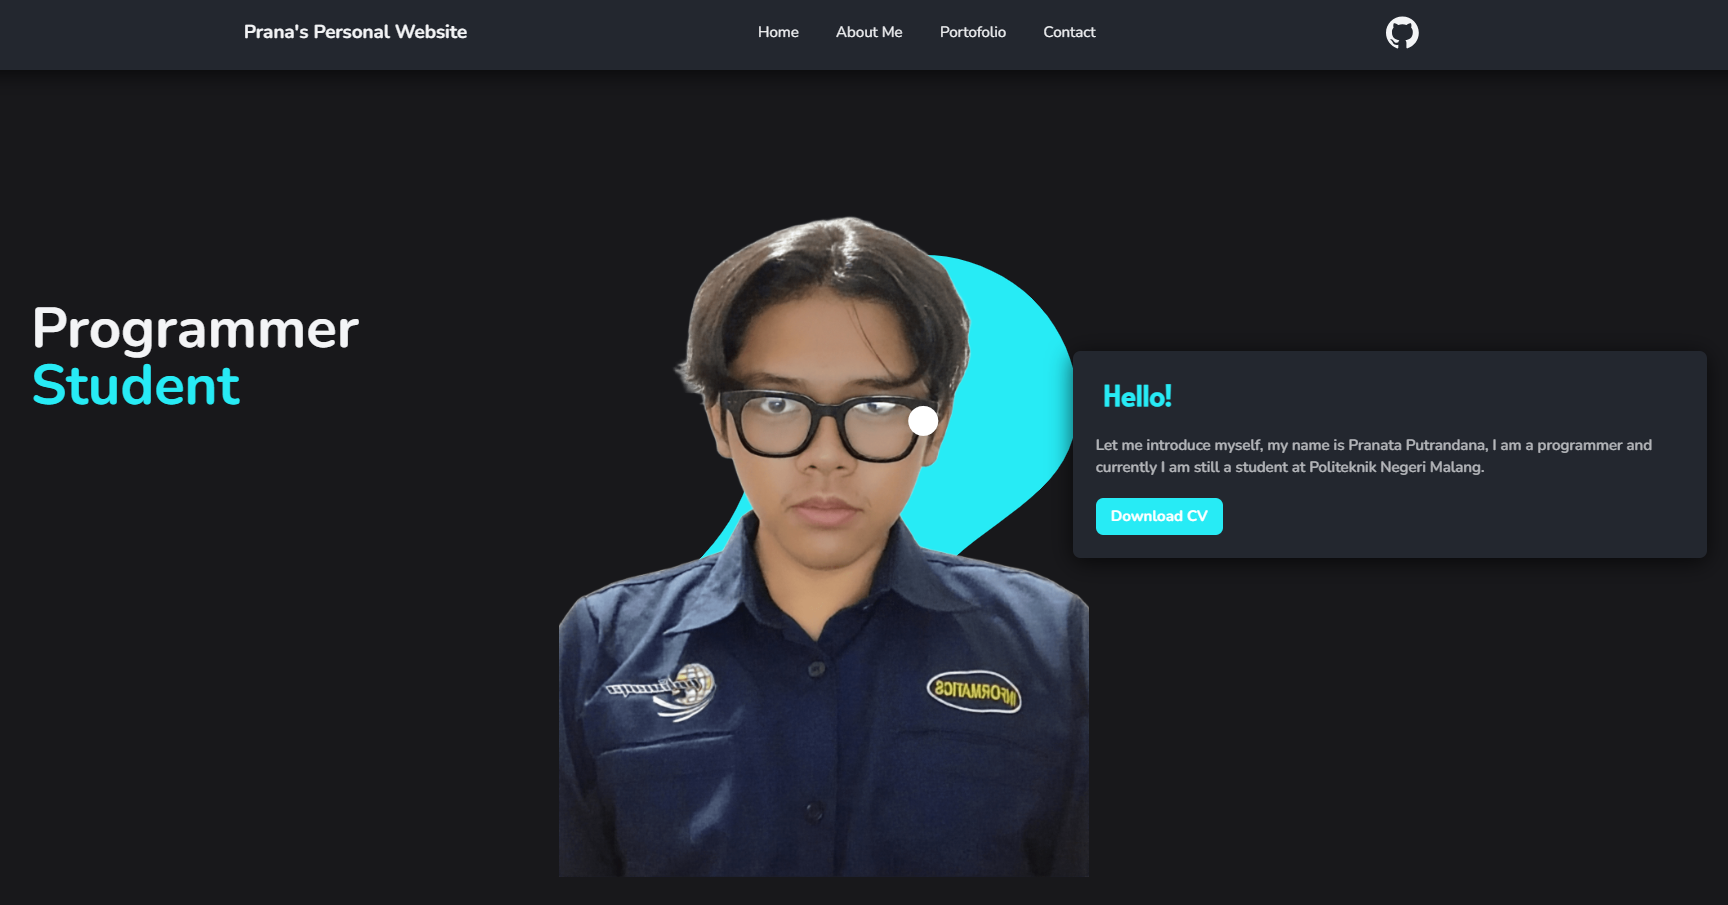 Prana's Personal Website
Home
About Me
Portofolio
Contact
Programmer
Student
Hello!
Let me introduce myself, my name is Pranata Putrandana, I am a programmer and
currently I am still a student at Politeknik Negeri Malang.
Download CV
INFORMATICS